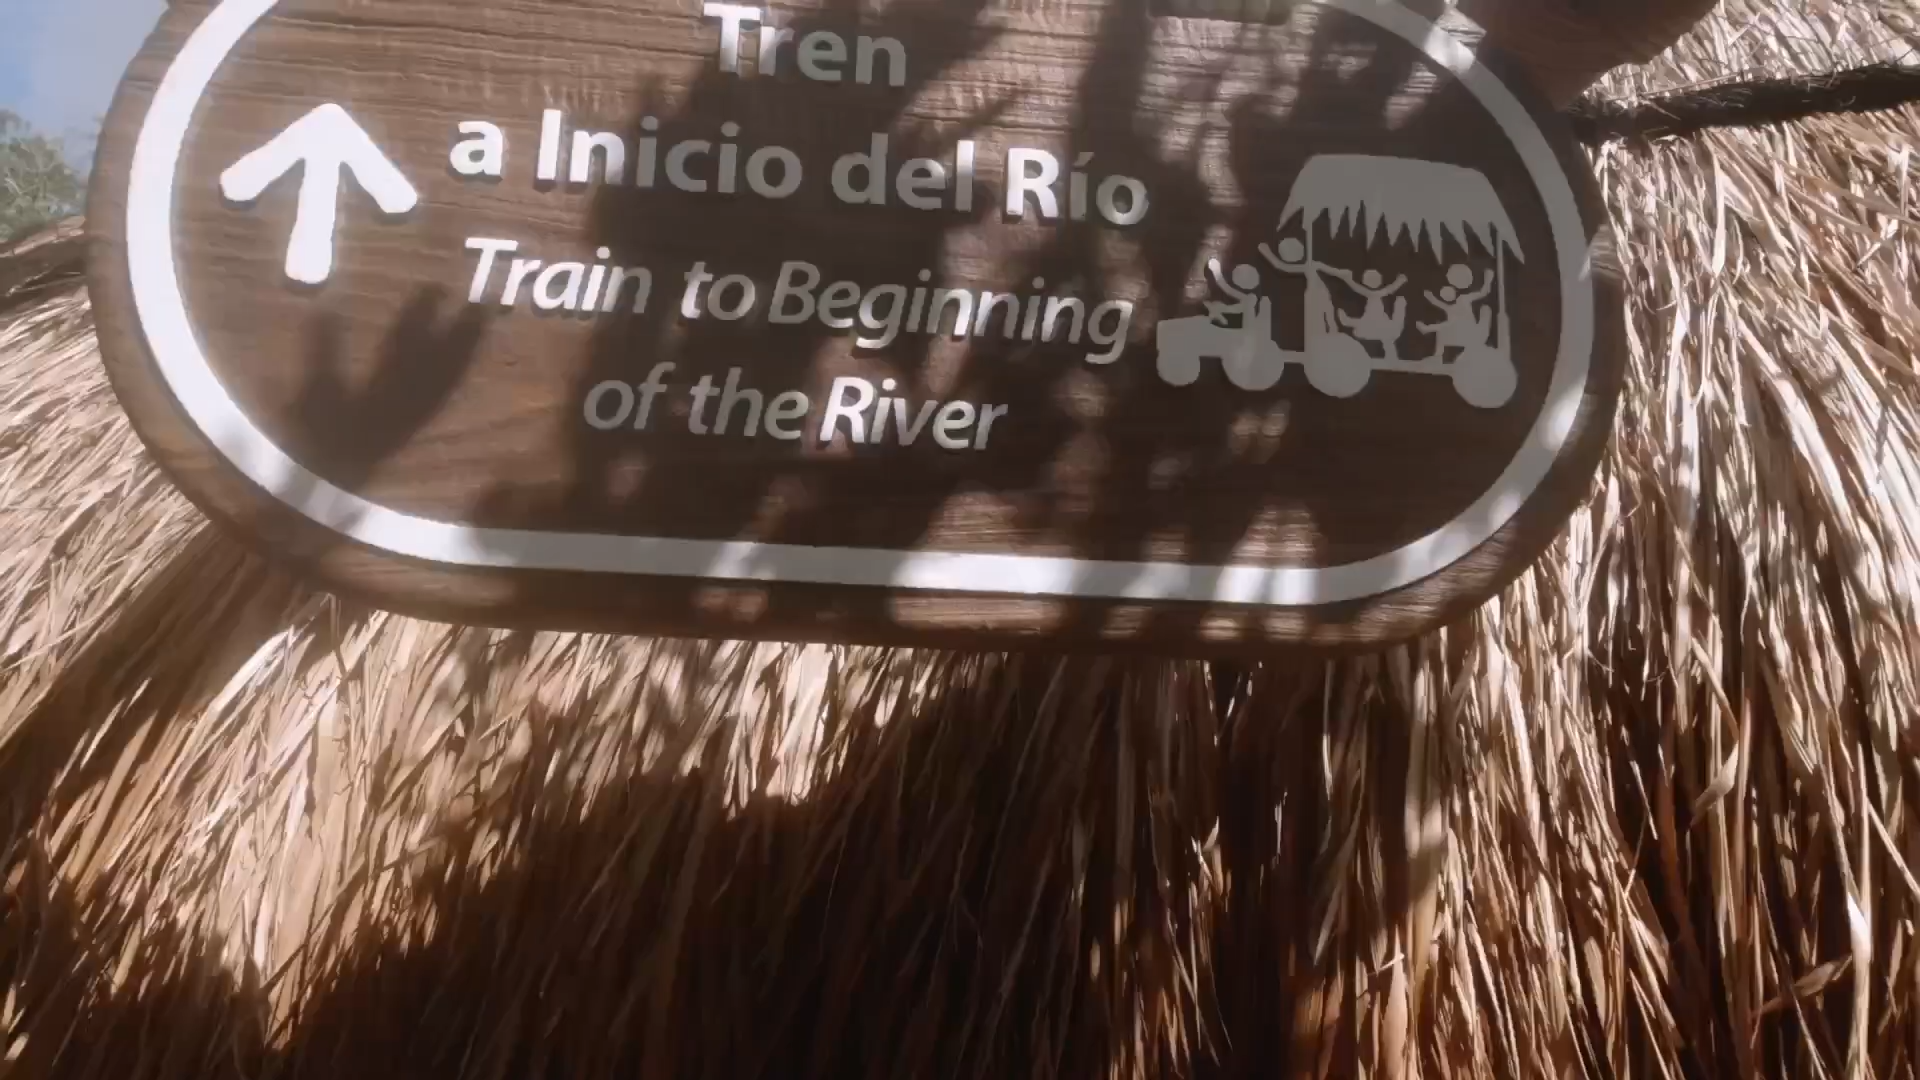 Tren
a Inicio del Río
Train to Beginning
of the River